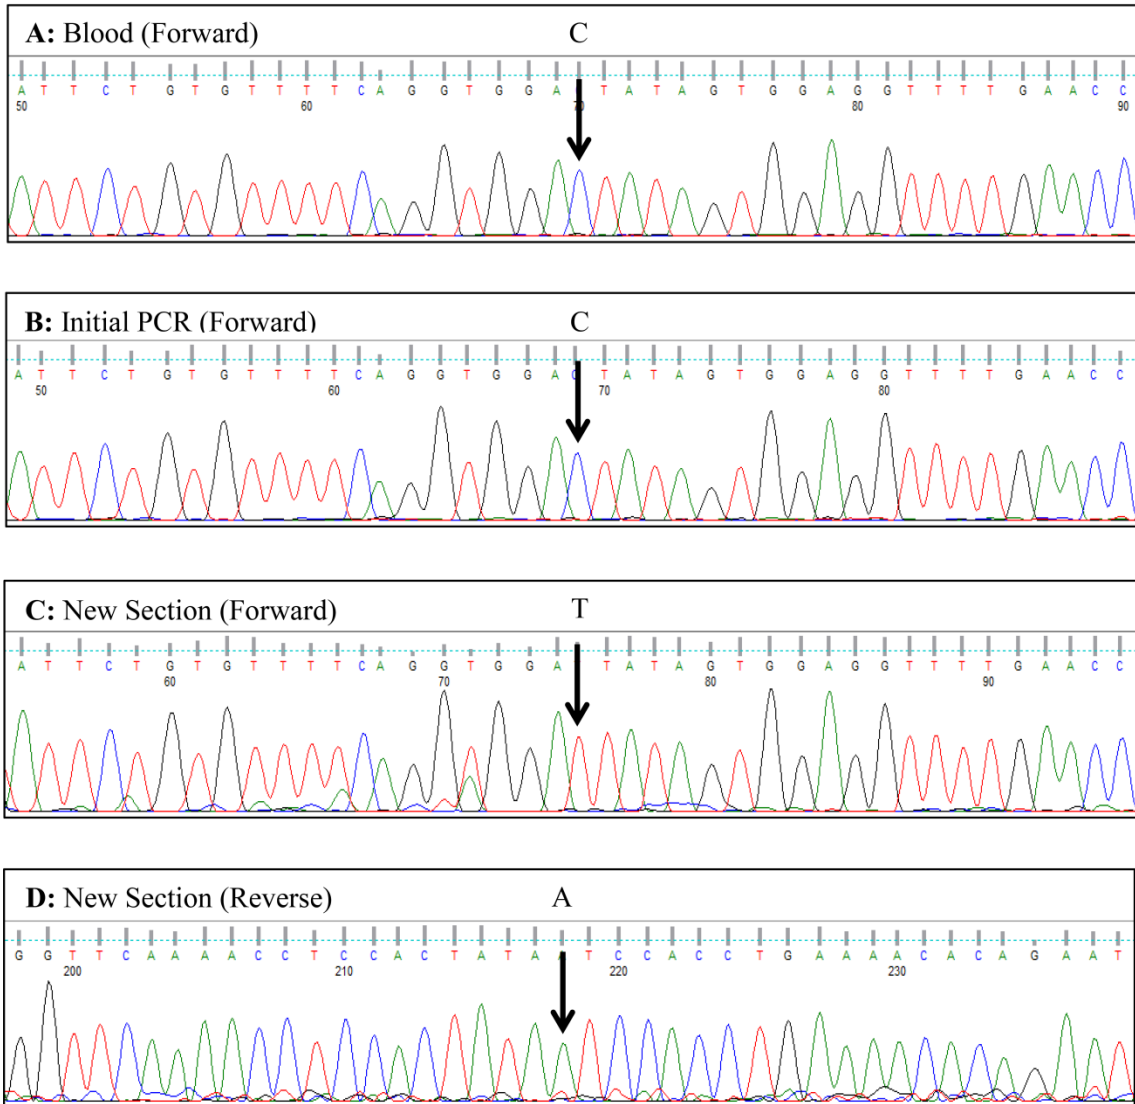 A: Blood (Forward) C
A T T C T G T G T T T T C A G G T G G A C T A T A G T G G A G G T T T T G A A C C
50 60 70 80 90
B: Initial PCR (Forward) C
A T T C T G T G T T T T C A G G T G G A C T A T A G T G G A G G T T T T G A A C C
50 60 70 80
C: New Section (Forward) T
A T T C T G T G T T T T C A G G T G G A T A T A G T G G A G G T T T T G A A C C
60 70 80 90
D: New Section (Reverse) A
G G T T C A A A A C C T C C A C T A T A A T C C A C C T G A A A A C A C A G A A T
200 210 220 230